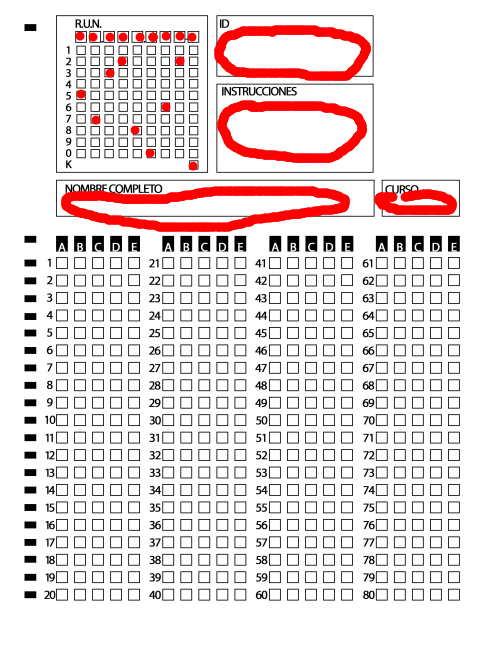 R.U.N.
1
2
3
4
5
6
7
8
9
0
K
ID
INSTRUCCIONES
NOMBRE COMPLETO
CURSO
A B C D E A B C D E A B C D E A B C D E
1 21 41 61
2 22 42 62
3 23 43 63
4 24 44 64
5 25 45 65
6 26 46 66
7 27 47 67
8 28 48 68
9 29 49 69
10 30 50 70
11 31 51 71
12 32 52 72
13 33 53 73
14 34 54 74
15 35 55 75
16 36 56 76
17 37 57 77
18 38 58 78
19 39 59 79
20 40 60 80